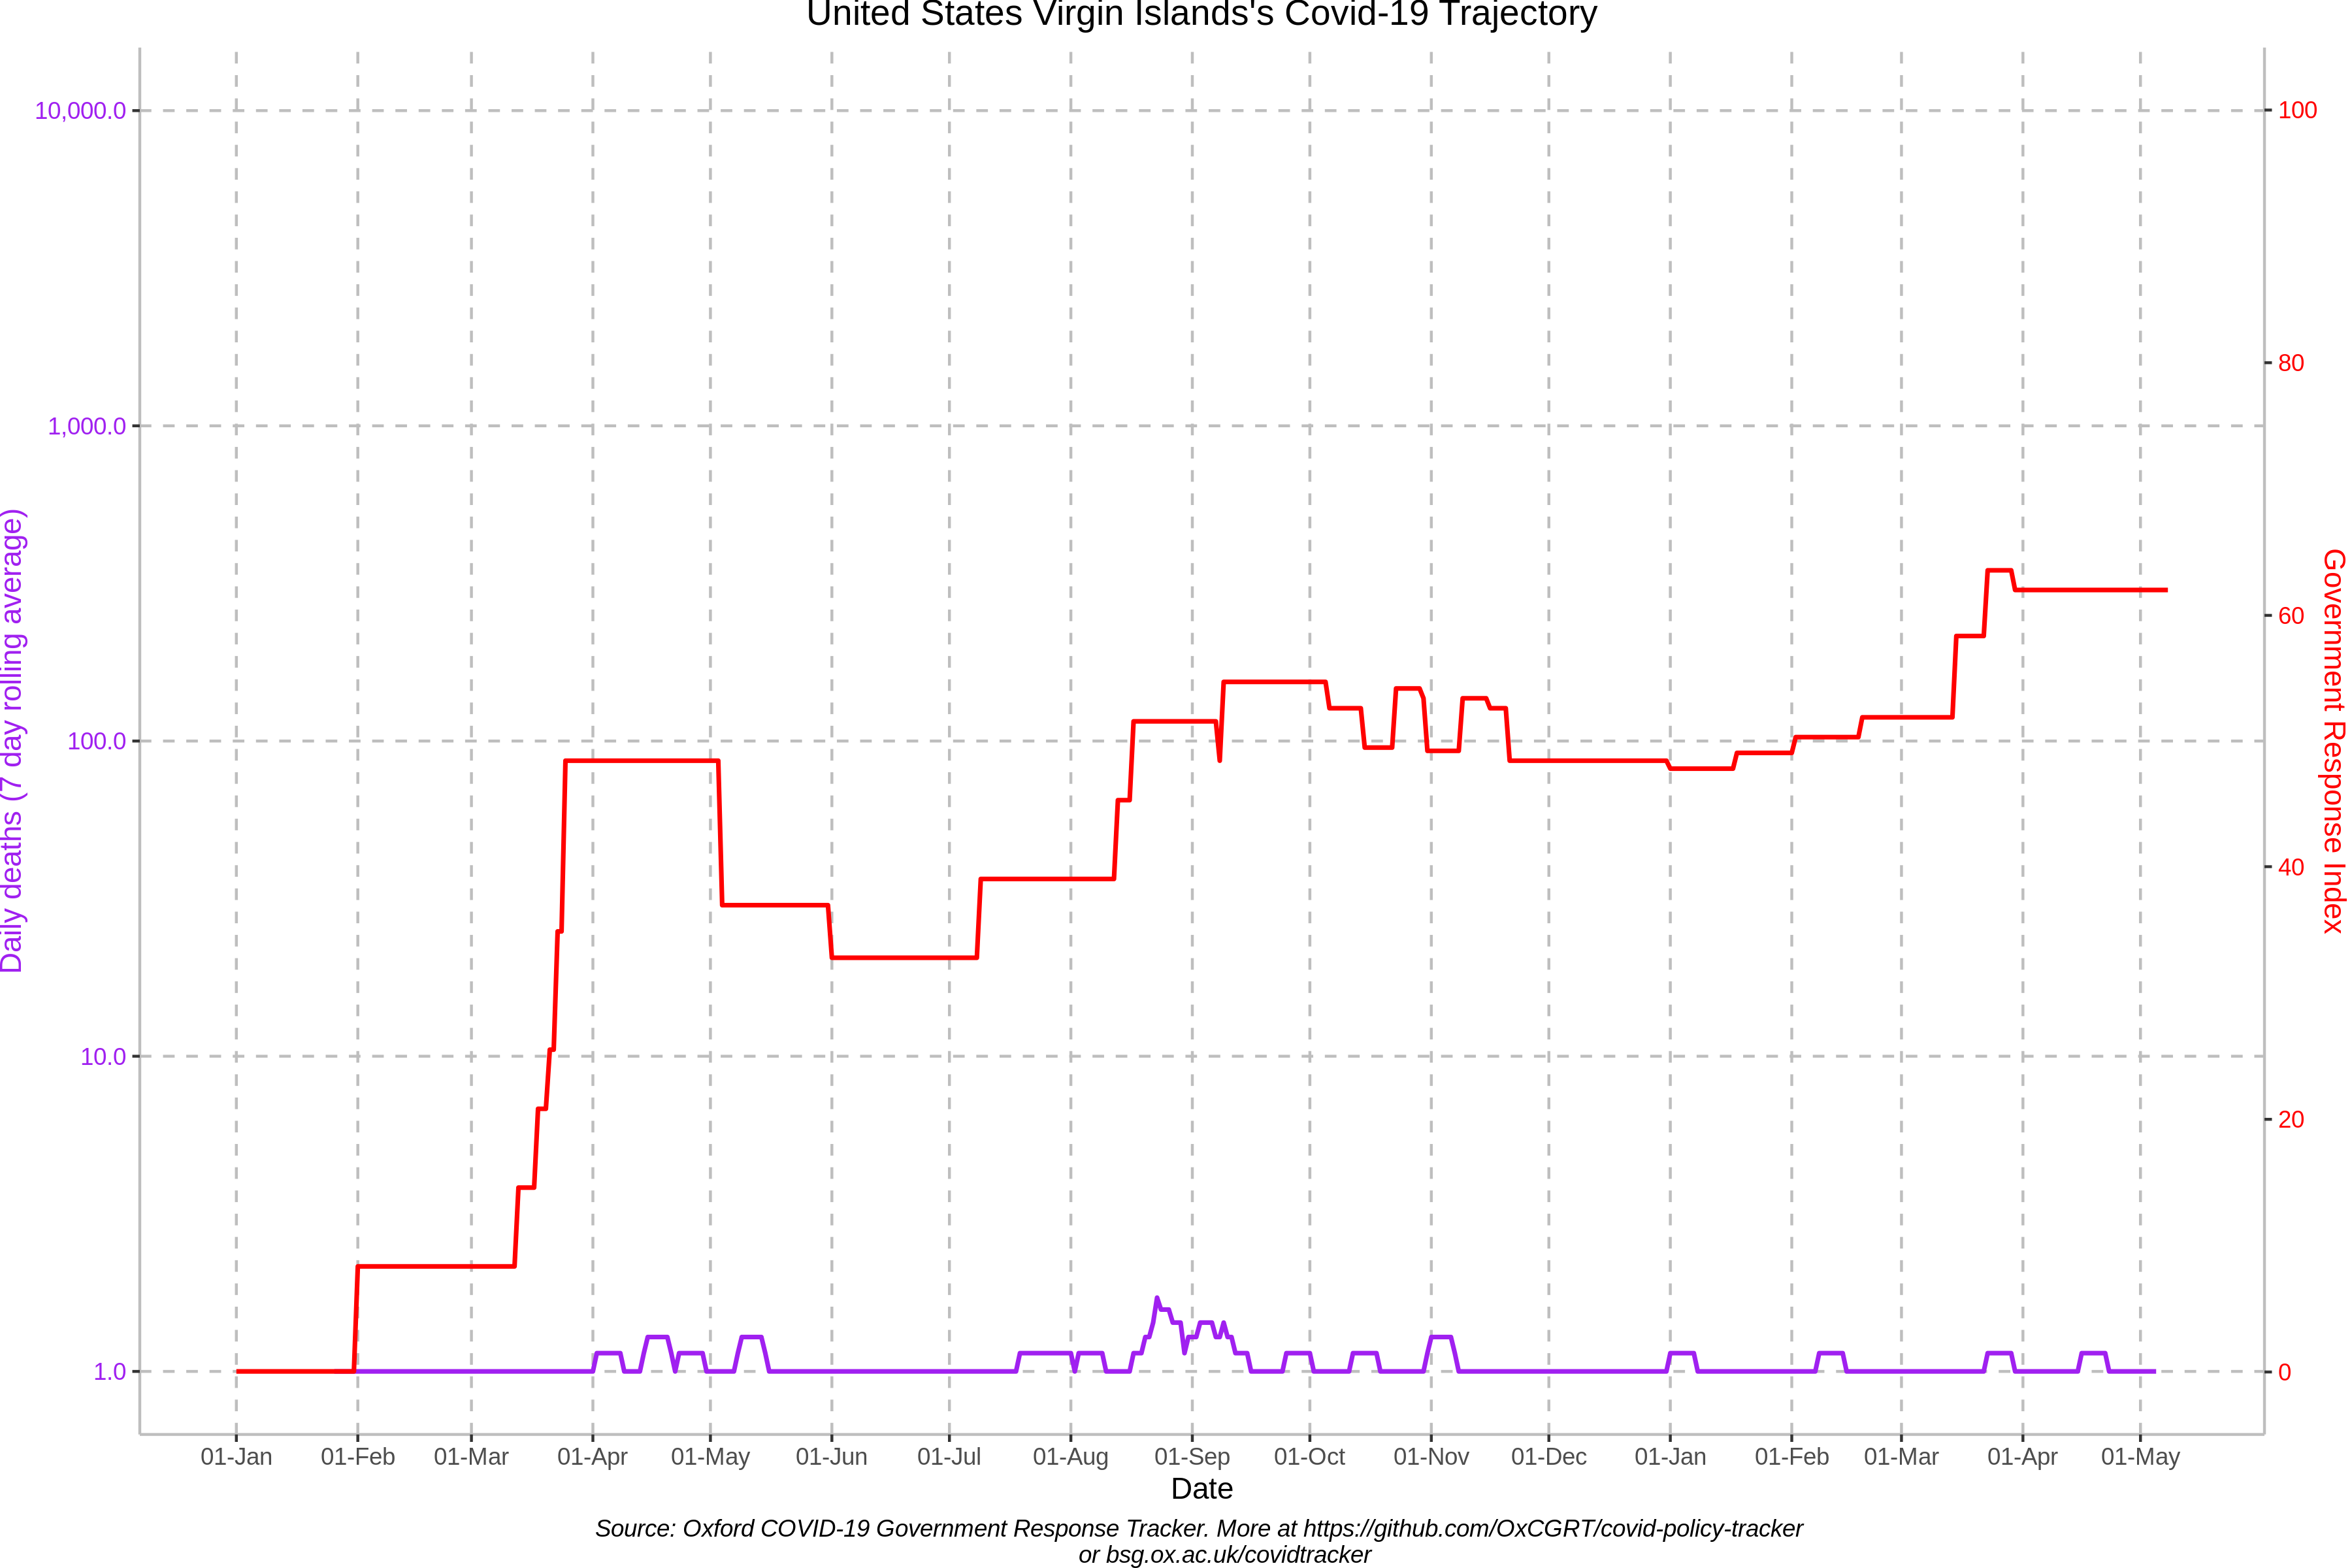 United States Virgin Islands's Covid-19 Trajectory
10,000.0
1,000.0
100.0
10.0
1.0
Daily deaths (7 day rolling average)
100
80
60
40
20
0
Government Response Index
01-Jan 01-Feb 01-Mar 01-Apr 01-May 01-Jun 01-Jul 01-Aug 01-Sep 01-Oct 01-Nov 01-Dec 01-Jan 01-Feb 01-Mar 01-Apr 01-May
Date
Source: Oxford COVID-19 Government Response Tracker. More at https://github.com/OxCGRT/covid-policy-tracker
or bsg.ox.ac.uk/covidtracker